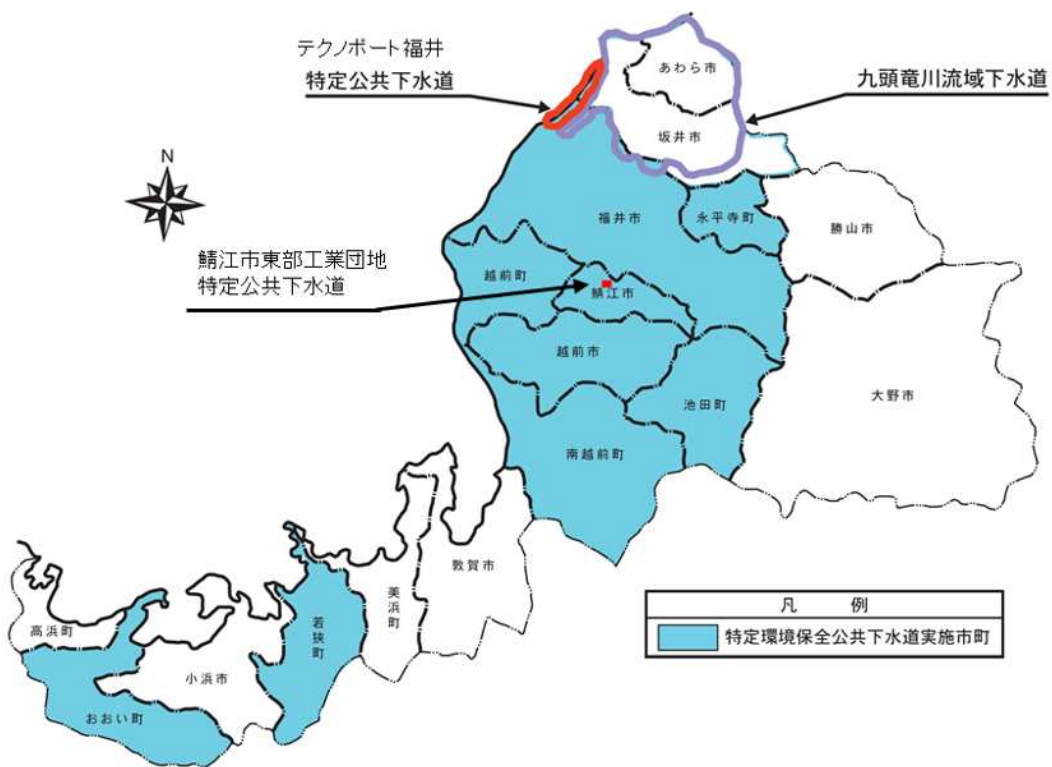 テクノポート福井
特定公共下水道
九頭竜川流域下水道
あわら市
坂井市
N
福井市
永平寺町
勝山市
鯖江市東部工業団地
特定公共下水道
越前町
鯖江市
越前市
大野市
池田町
南越前町
敦賀市
美浜町
若狭町
高浜町
小浜市
おおい町
凡 例
特定環境保全公共下水道実施市町